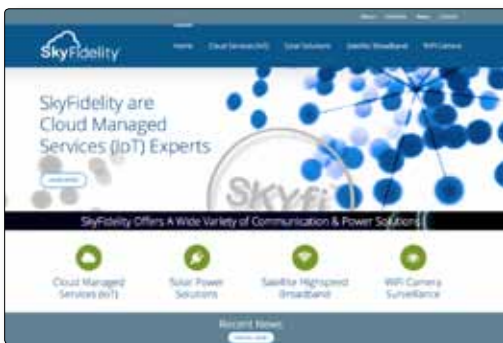 SkyFidelity
Home Cloud Services (IoT) Solar Solutions Satellite Broadband WiFi Camera
SkyFidelity are
Cloud Managed
Services (IoT) Experts
SKYfi
SkyFidelity Offers A Wide Variety of Communication & Power Solutions
Cloud Managed
Services (IoT)
Solar Power
Solutions
Satellite Highspeed
Broadband
WiFi Camera
Surveillance
Recent News